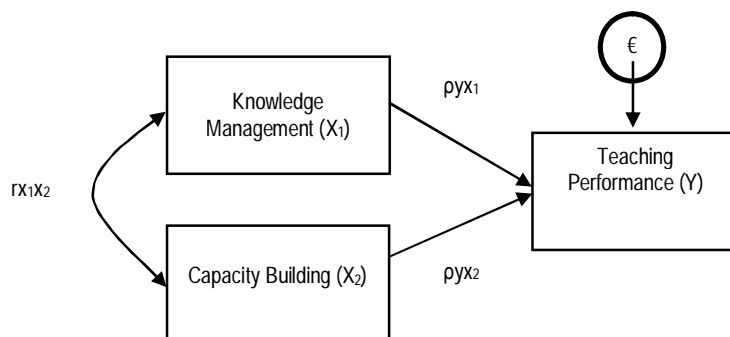 €
ρyx₁
Knowledge
Management (X₁)
Teaching
Performance (Y)
rx₁x₂
Capacity Building (X₂)
ρyx₂